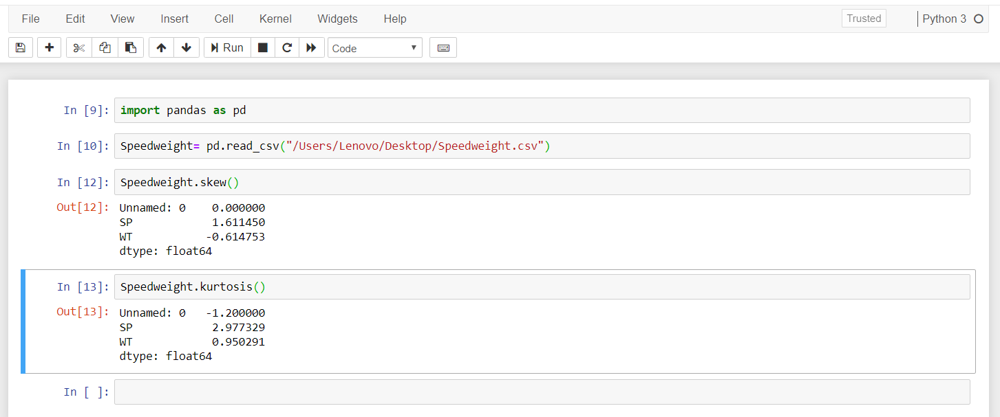 File Edit View Insert Cell Kernel Widgets Help Trusted Python 3
Run Code
In [9]: import pandas as pd
In [10]: Speedweight= pd.read_csv("/Users/Lenovo/Desktop/Speedweight.csv")
In [12]: Speedweight.skew()
Out[12]: Unnamed: 0    0.000000
SP            1.611450
WT           -0.614753
dtype: float64
In [13]: Speedweight.kurtosis()
Out[13]: Unnamed: 0   -1.200000
SP            2.977329
WT            0.950291
dtype: float64
In [ ]: